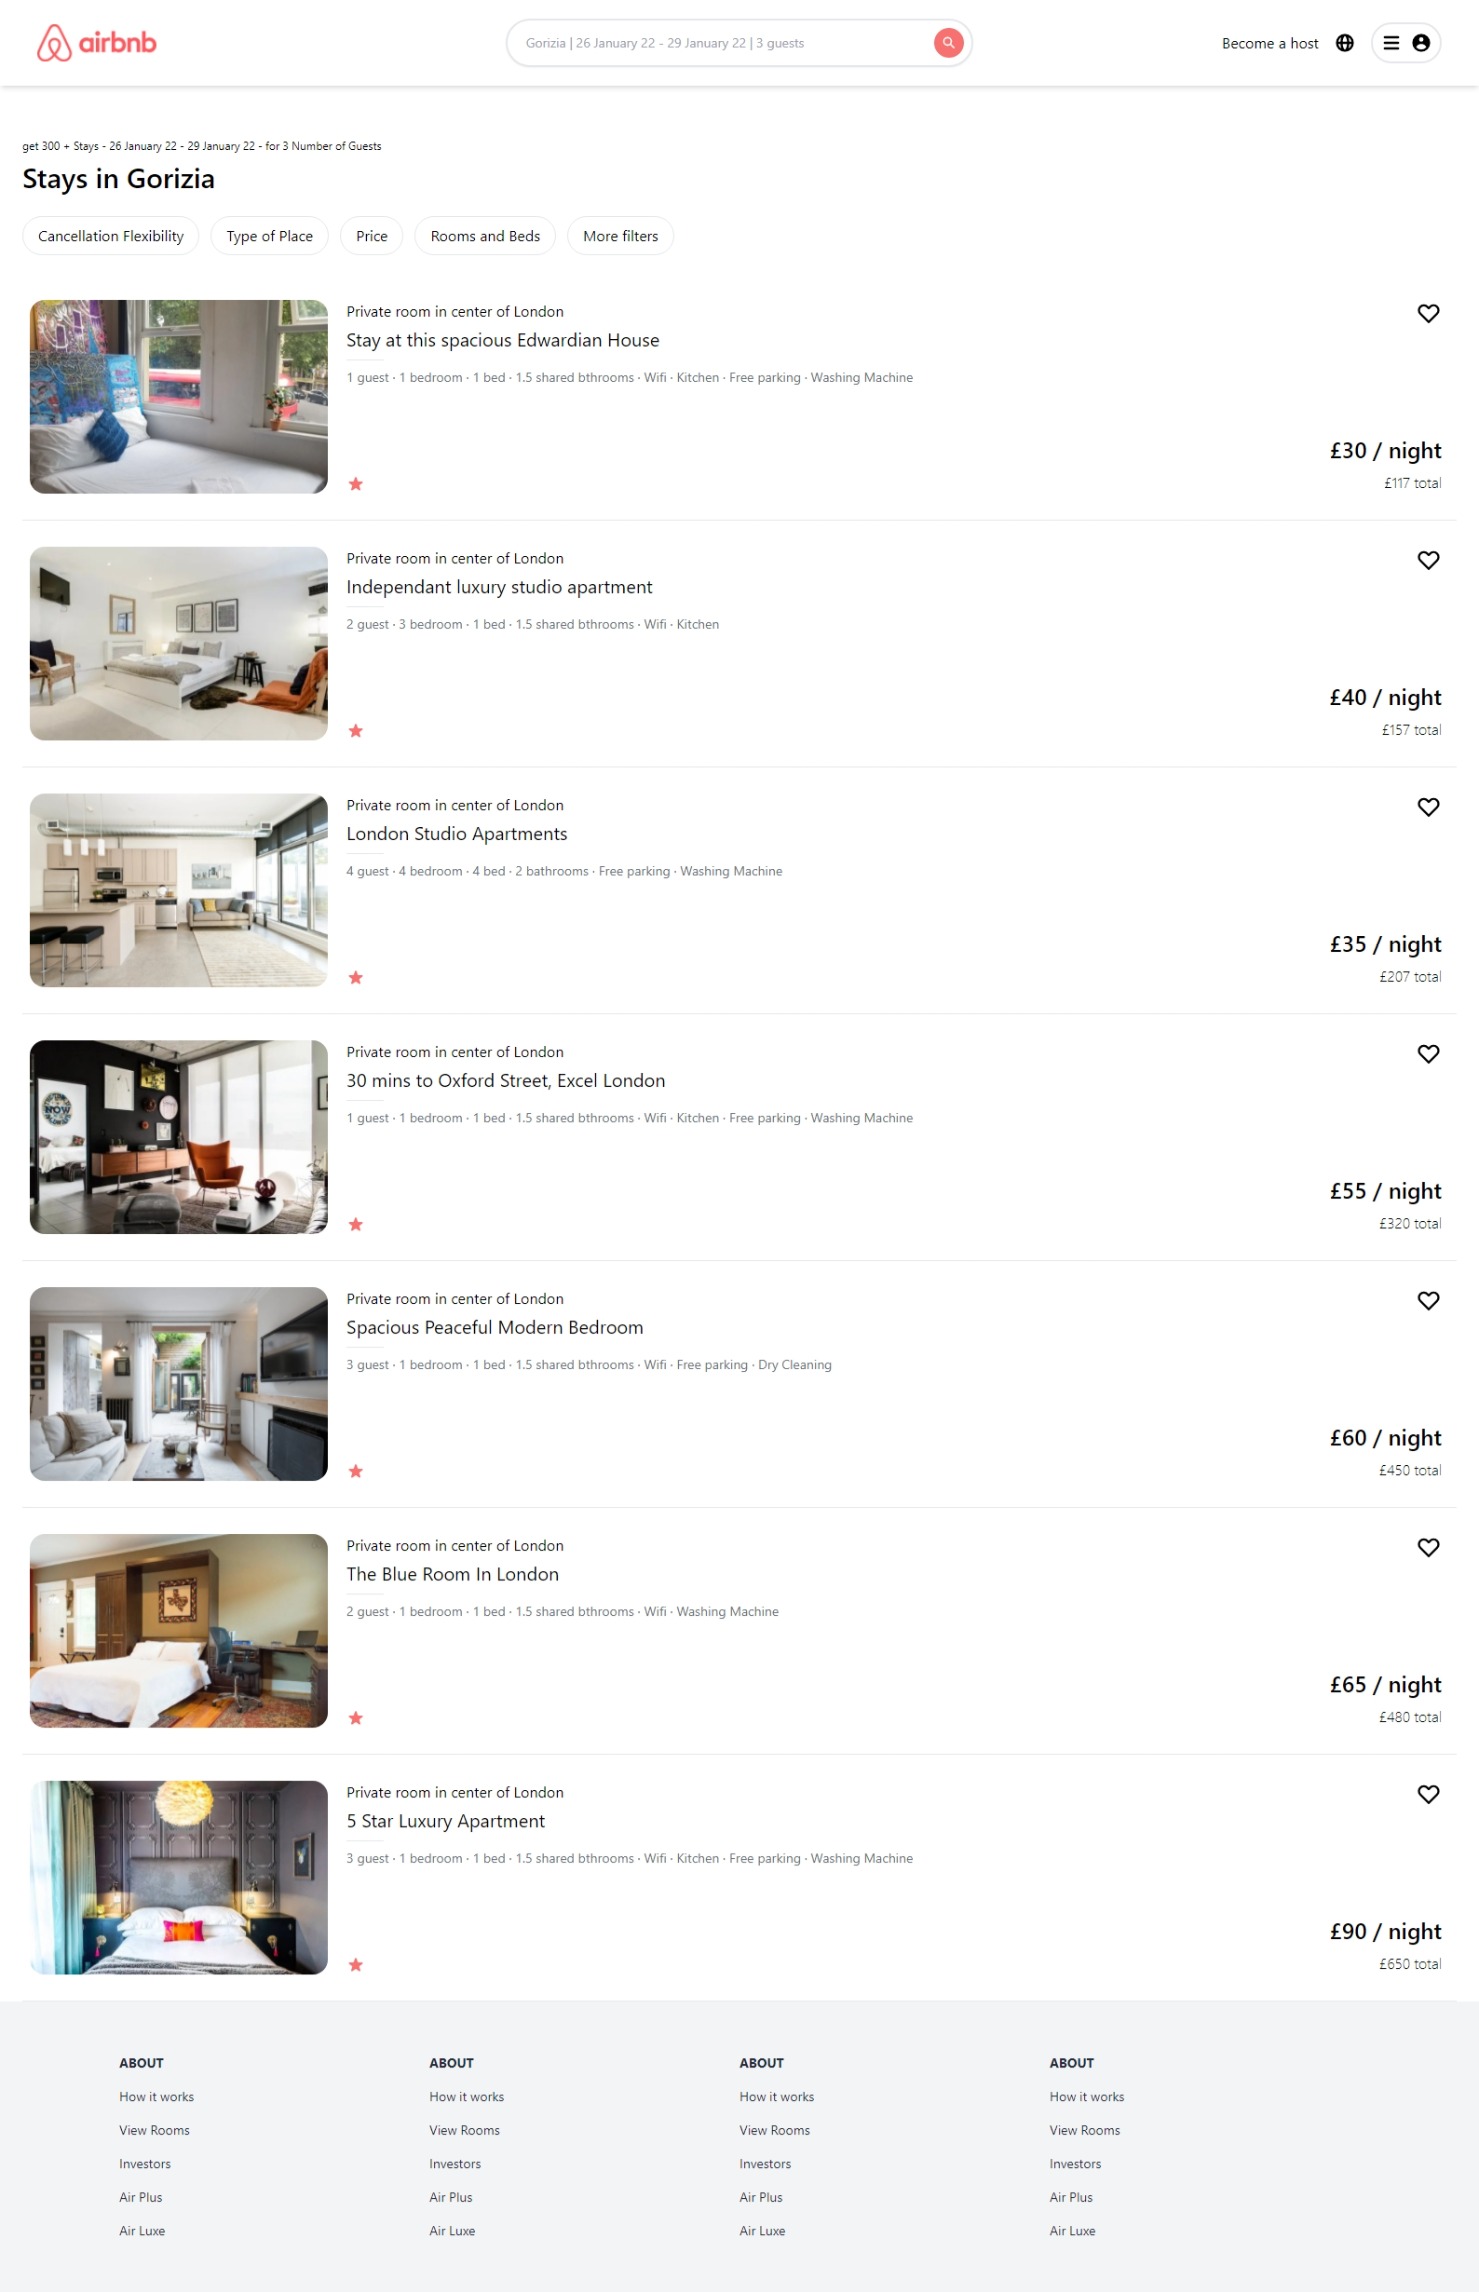 airbnb
Gorizia | 26 January 22 - 29 January 22 | 3 guests
Become a host
get 300 + Stays - 26 January 22 - 29 January 22 - for 3 Number of Guests
Stays in Gorizia
Cancellation Flexibility
Type of Place
Price
Rooms and Beds
More filters
Private room in center of London
Stay at this spacious Edwardian House
1 guest · 1 bedroom · 1 bed · 1.5 shared bthrooms · Wifi · Kitchen · Free parking · Washing Machine
£30 / night
£117 total
Private room in center of London
Independant luxury studio apartment
2 guest · 3 bedroom · 1 bed · 1.5 shared bthrooms · Wifi · Kitchen
£40 / night
£157 total
Private room in center of London
London Studio Apartments
4 guest · 4 bedroom · 4 bed · 2 bathrooms · Free parking · Washing Machine
£35 / night
£207 total
NOW
Private room in center of London
30 mins to Oxford Street, Excel London
1 guest · 1 bedroom · 1 bed · 1.5 shared bthrooms · Wifi · Kitchen · Free parking · Washing Machine
£55 / night
£320 total
Private room in center of London
Spacious Peaceful Modern Bedroom
3 guest · 1 bedroom · 1 bed · 1.5 shared bthrooms · Wifi · Free parking · Dry Cleaning
£60 / night
£450 total
Private room in center of London
The Blue Room In London
2 guest · 1 bedroom · 1 bed · 1.5 shared bthrooms · Wifi · Washing Machine
£65 / night
£480 total
Private room in center of London
5 Star Luxury Apartment
3 guest · 1 bedroom · 1 bed · 1.5 shared bthrooms · Wifi · Kitchen · Free parking · Washing Machine
£90 / night
£650 total
ABOUT
How it works
View Rooms
Investors
Air Plus
Air Luxe
ABOUT
How it works
View Rooms
Investors
Air Plus
Air Luxe
ABOUT
How it works
View Rooms
Investors
Air Plus
Air Luxe
ABOUT
How it works
View Rooms
Investors
Air Plus
Air Luxe